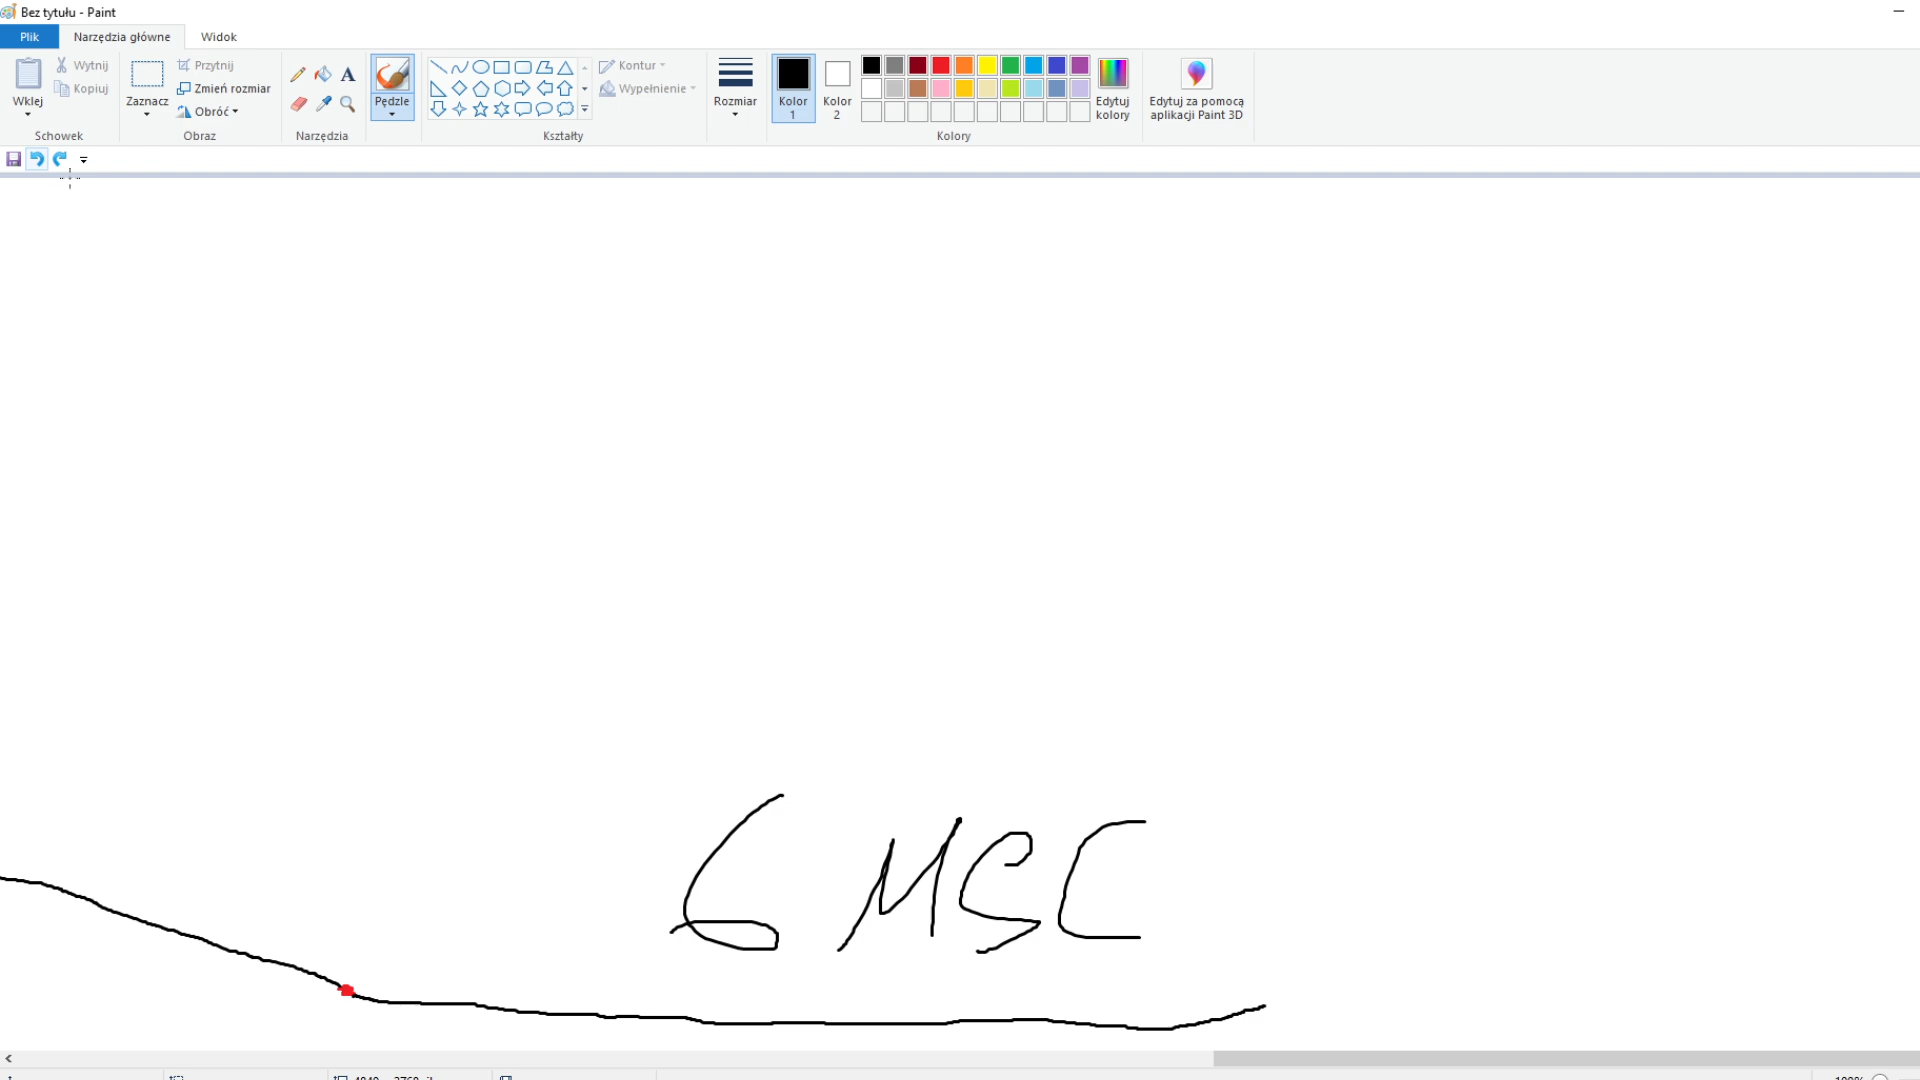 Bez tytułu - Paint
Plik Narzędzia główne Widok
Wklej
Wytnij
Kopiuj
Schowek
Zaznacz
Przytnij
Zmień rozmiar
Obróć
Obraz
A
Narzędzia
Pędzle
Kontur
Wypełnienie
Kształty
Rozmiar
Kolor 1
Kolor 2
Edytuj kolory
Kolory
Edytuj za pomocą aplikacji Paint 3D
6 MSC